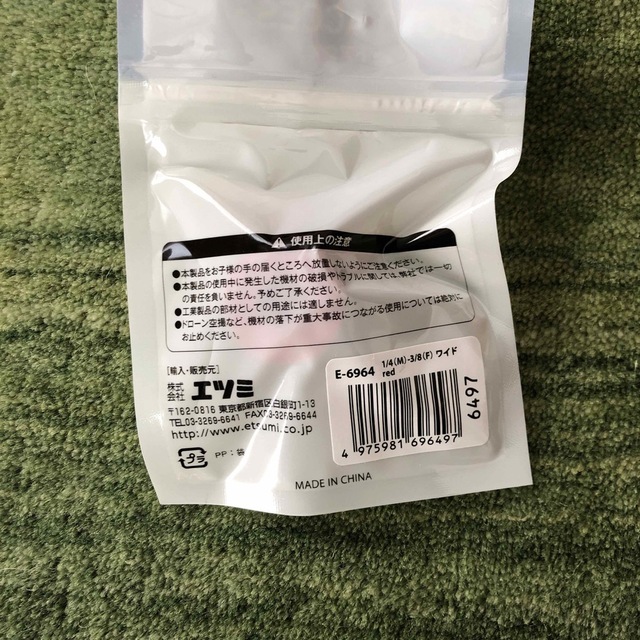 使用上の注意
●本製品をお子様の手の届くところへ放置しないようにご注意ください。
●本製品の使用中に発生した機材の破損やトラブルに関しては、弊社では一切
の責任を負いません。予めご了承ください。
●工業製品の部材としての用途には適しません。
●ドローン空撮など、機材の落下が重大事故につながる使用については絶対に
お止めください。
[輸入・販売元]
株式会社 エツミ
〒162-0816 東京都新宿区白銀町1-13
TEL03-3269-6641 FAX03-3269-6644
http://www.etsumi.co.jp
プラ PP:袋
MADE IN CHINA
E-6964 1/4(M)-3/8(F) ワイド
red
4 975981 696497
6497